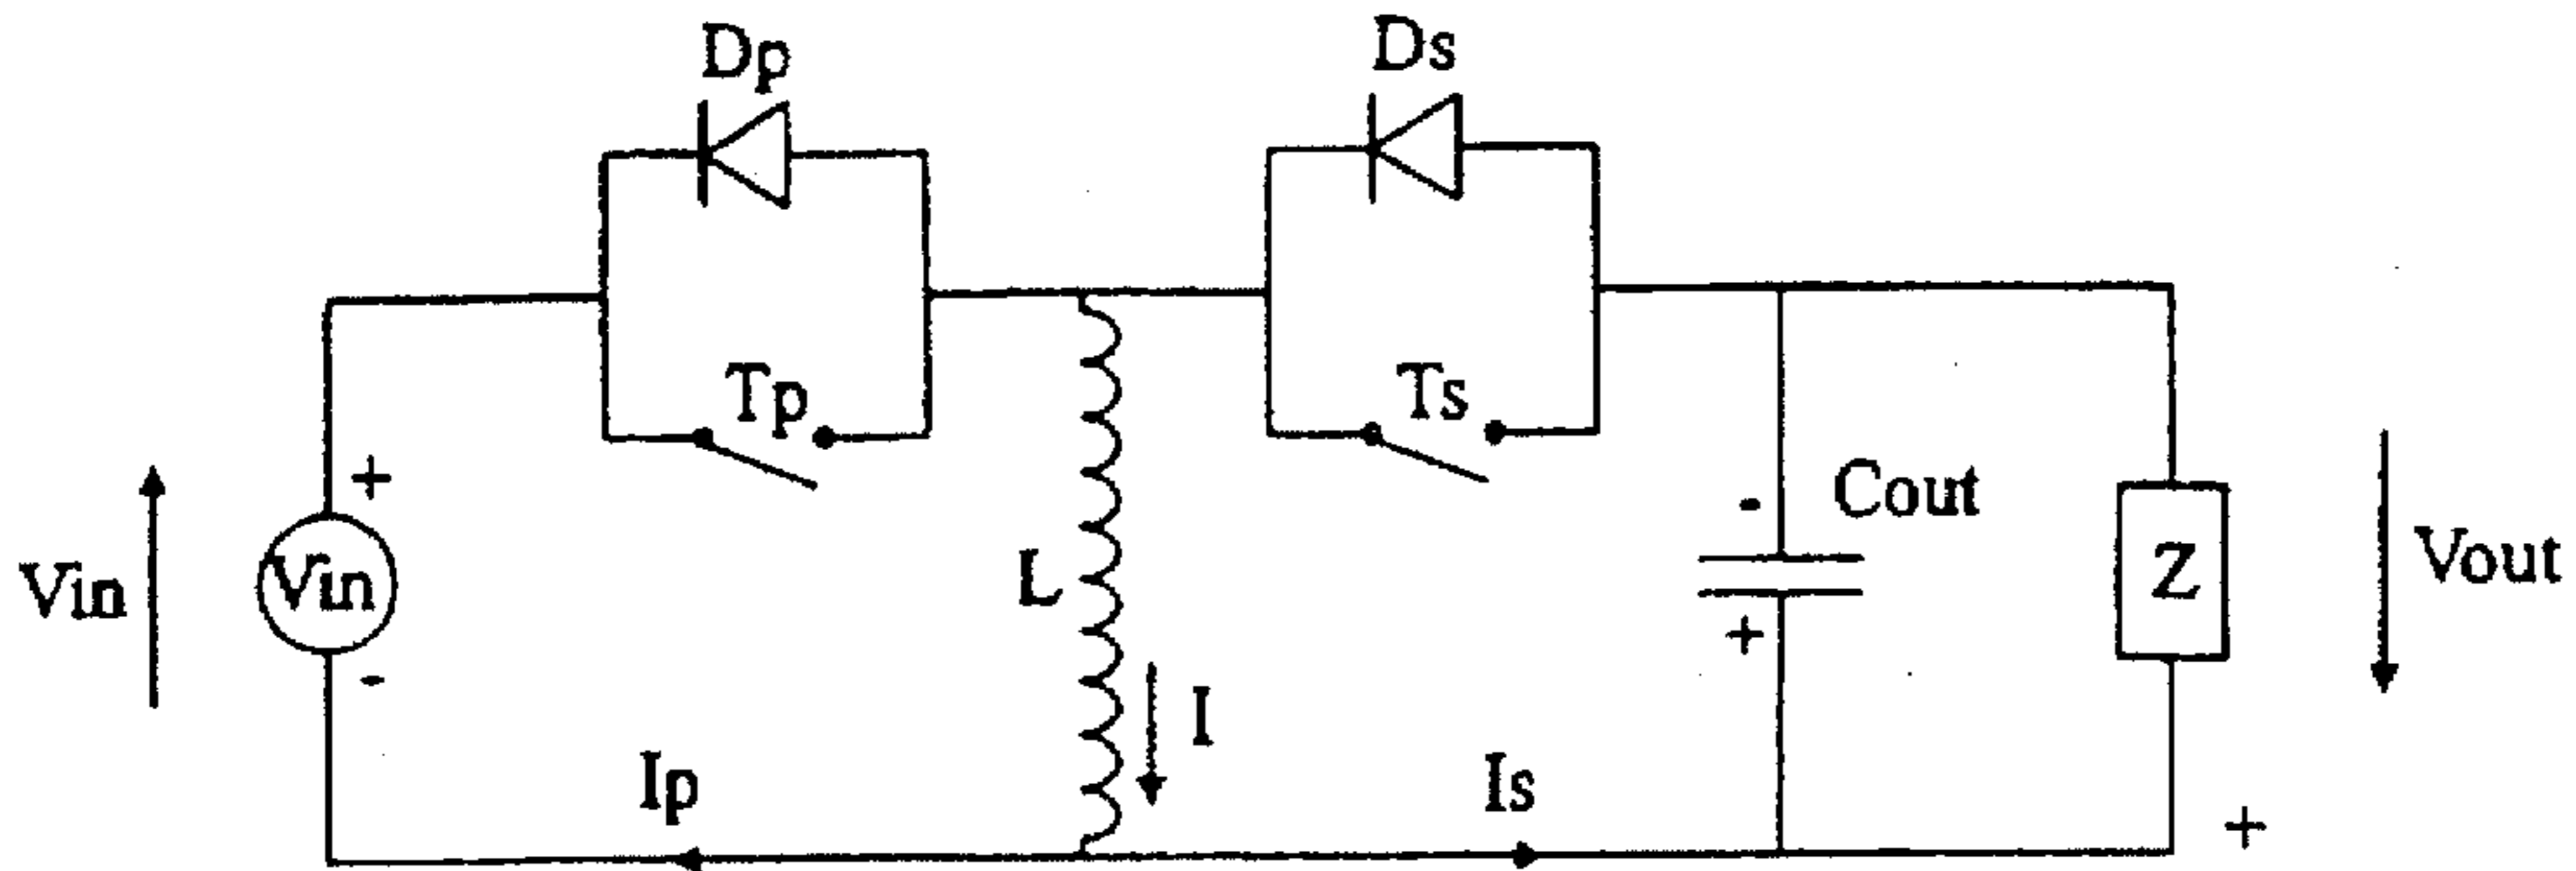 Dp
Ds
Tp
Ts
+
Vin
Vin
-
L
I
Ip
Is
-
Cout
+
Z
Vout
+